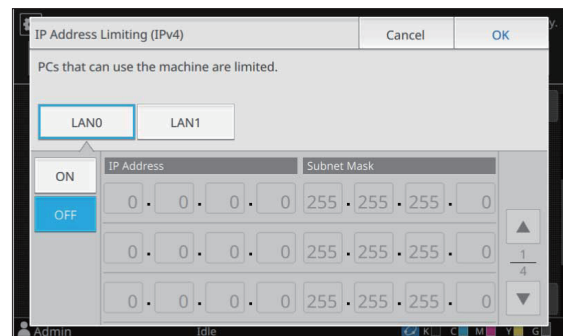 IP Address Limiting (IPv4) Cancel OK
y.
PCs that can use the machine are limited.
LAN0 LAN1
ON
OFF
IP Address Subnet Mask
0 . 0 . 0 . 0 255 . 255 . 255 . 0
0 . 0 . 0 . 0 255 . 255 . 255 . 0
0 . 0 . 0 . 0 255 . 255 . 255 . 0
1
4
Admin Idle K C M Y G